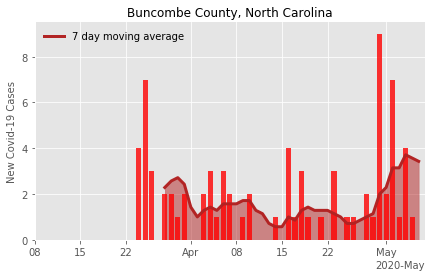 Buncombe County, North Carolina
7 day moving average
New Covid-19 Cases
8
6
4
2
0
08 15 22 Apr 08 15 22 May
2020-May